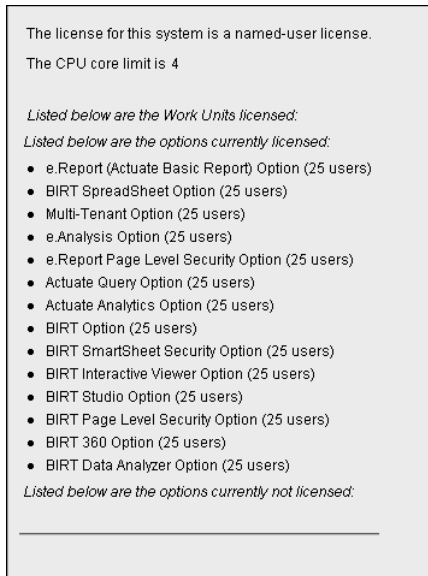 The license for this system is a named-user license.
The CPU core limit is 4
Listed below are the Work Units licensed:
Listed below are the options currently licensed:
● e.Report (Actuate Basic Report) Option (25 users)
● BIRT SpreadSheet Option (25 users)
● Multi-Tenant Option (25 users)
● e.Analysis Option (25 users)
● e.Report Page Level Security Option (25 users)
● Actuate Query Option (25 users)
● Actuate Analytics Option (25 users)
● BIRT Option (25 users)
● BIRT SmartSheet Security Option (25 users)
● BIRT Interactive Viewer Option (25 users)
● BIRT Studio Option (25 users)
● BIRT Page Level Security Option (25 users)
● BIRT 360 Option (25 users)
● BIRT Data Analyzer Option (25 users)
Listed below are the options currently not licensed: